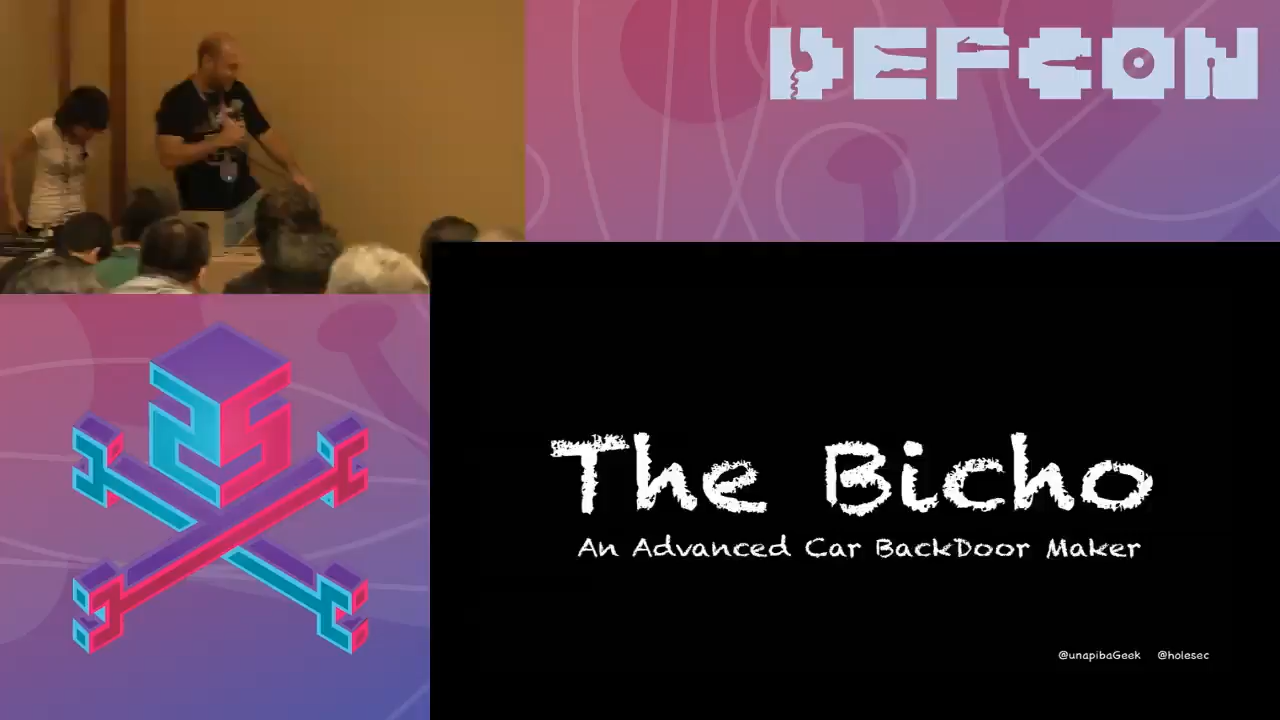 DEFCON
The Bicho
An Advanced Car BackDoor Maker
@unapibaGeek @holesec